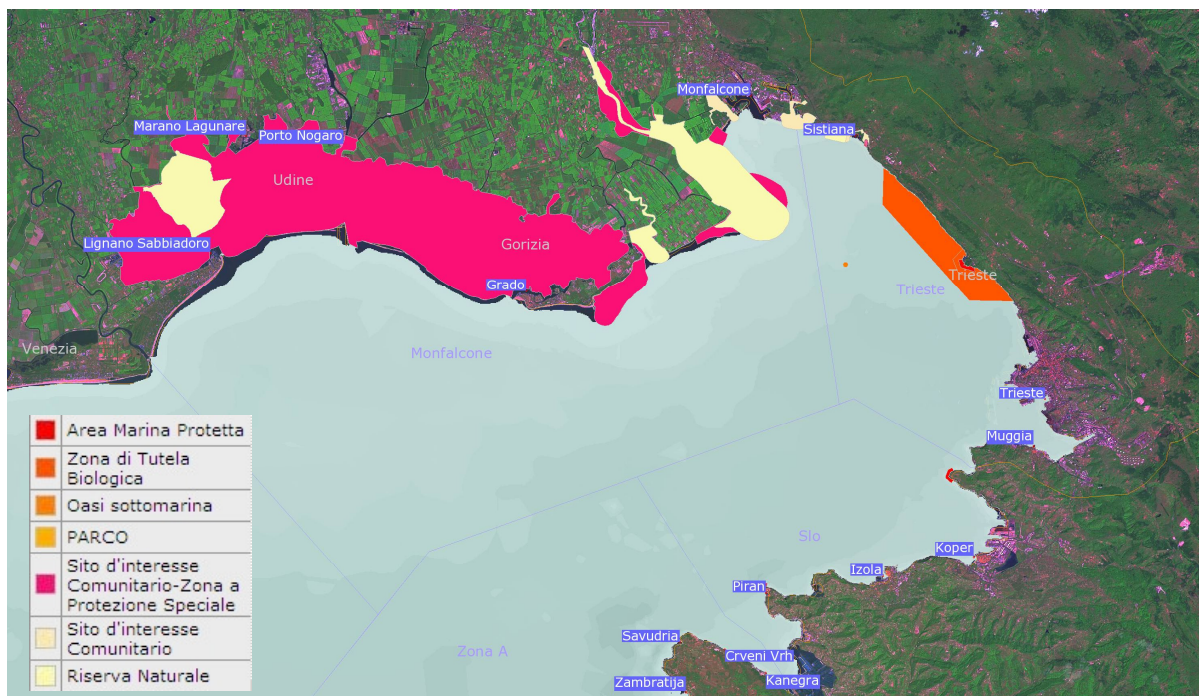 Monfalcone
Marano Lagunare
Porto Nogaro
Sistiana
Udine
Lignano Sabbiadoro
Gorizia
Grado
Trieste
Trieste
Venezia
Monfalcone
Trieste
Muggia
Slo
Koper
Izola
Piran
Savudria
Zona A
Crveni Vrh
Zambratija
Kanegra
Area Marina Protetta
Zona di Tutela
Biologica
Oasi sottomarina
PARCO
Sito d'interesse
Comunitario-Zona a
Protezione Speciale
Sito d'interesse
Comunitario
Riserva Naturale